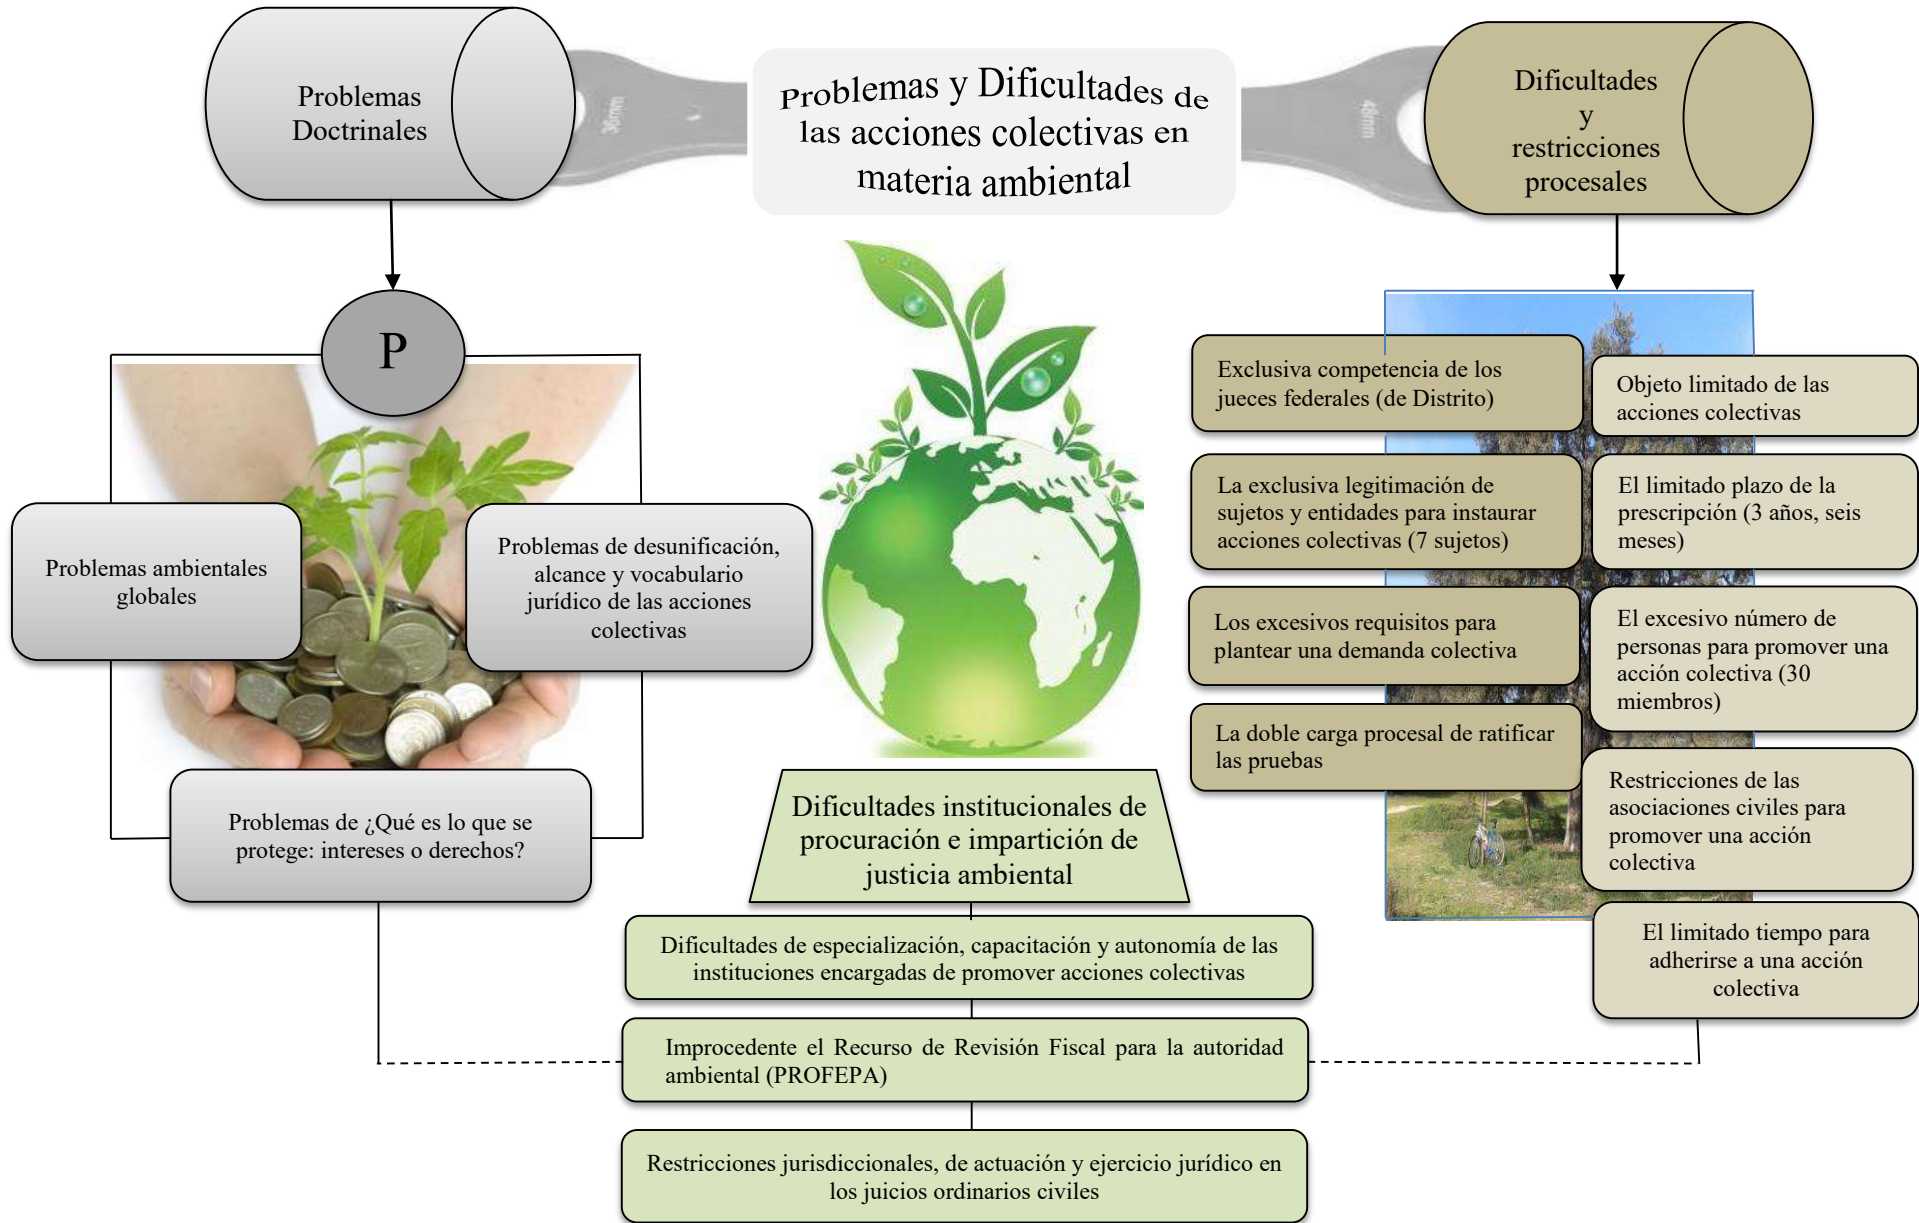 Problemas y Dificultades de
las acciones colectivas en
materia ambiental
Problemas
Doctrinales
36mm
46mm
Dificultades
y
restricciones
procesales
P
Problemas ambientales
globales
Problemas de desunificación,
alcance y vocabulario
jurídico de las acciones
colectivas
Problemas de ¿Qué es lo que se
protege: intereses o derechos?
Dificultades institucionales de
procuración e impartición de
justicia ambiental
Dificultades de especialización, capacitación y autonomía de las
instituciones encargadas de promover acciones colectivas
Improcedente el Recurso de Revisión Fiscal para la autoridad
ambiental (PROFEPA)
Restricciones jurisdiccionales, de actuación y ejercicio jurídico en
los juicios ordinarios civiles
Exclusiva competencia de los
jueces federales (de Distrito)
La exclusiva legitimación de
sujetos y entidades para instaurar
acciones colectivas (7 sujetos)
Los excesivos requisitos para
plantear una demanda colectiva
La doble carga procesal de ratificar
las pruebas
Objeto limitado de las
acciones colectivas
El limitado plazo de la
prescripción (3 años, seis
meses)
El excesivo número de
personas para promover una
acción colectiva (30
miembros)
Restricciones de las
asociaciones civiles para
promover una acción
colectiva
El limitado tiempo para
adherirse a una acción
colectiva